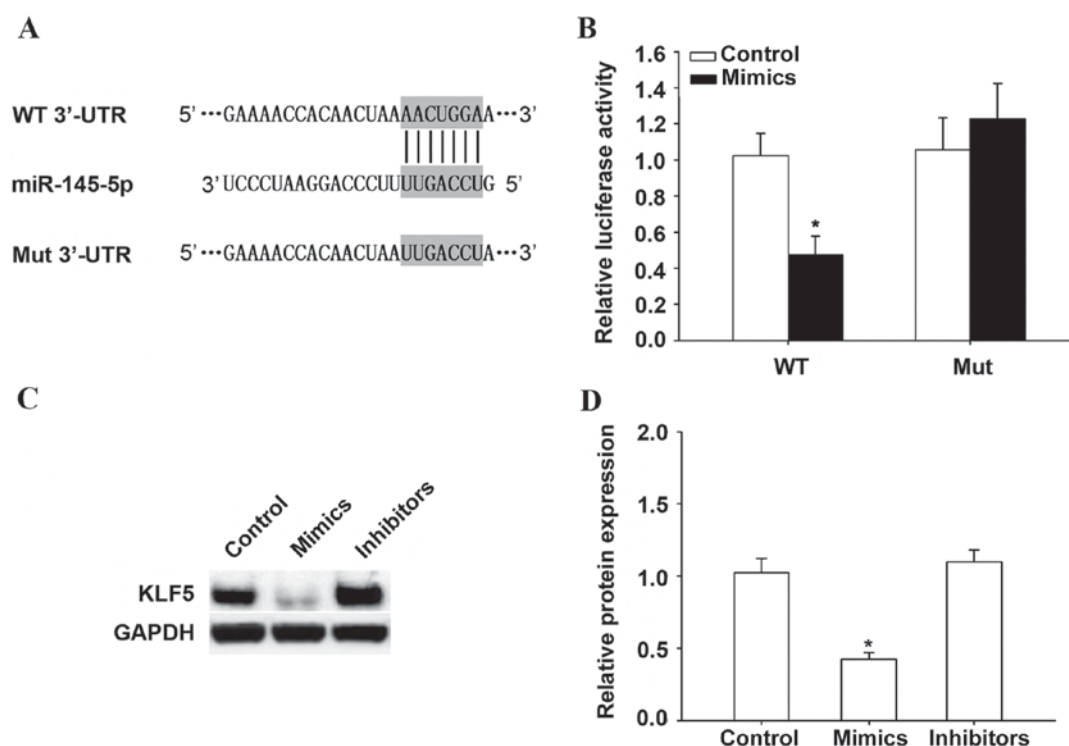 A
WT 3'-UTR 5' ···GAAAACCACAACUAAAACUGGAA···3'
miR-145-5p 3'UCCCUAAGGACCCUUUUGACCUG 5'
Mut 3'-UTR 5' ···GAAAACCACAACUAAUUGACCUA···3'
B
Control
Mimics
Relative luciferase activity
1.6
1.4
1.2
1.0
0.8
0.6
0.4
0.2
0.0
*
WT Mut
C
Control Mimics Inhibitors
KLF5
GAPDH
D
Relative protein expression
2.0
1.5
1.0
0.5
0.0
*
Control Mimics Inhibitors